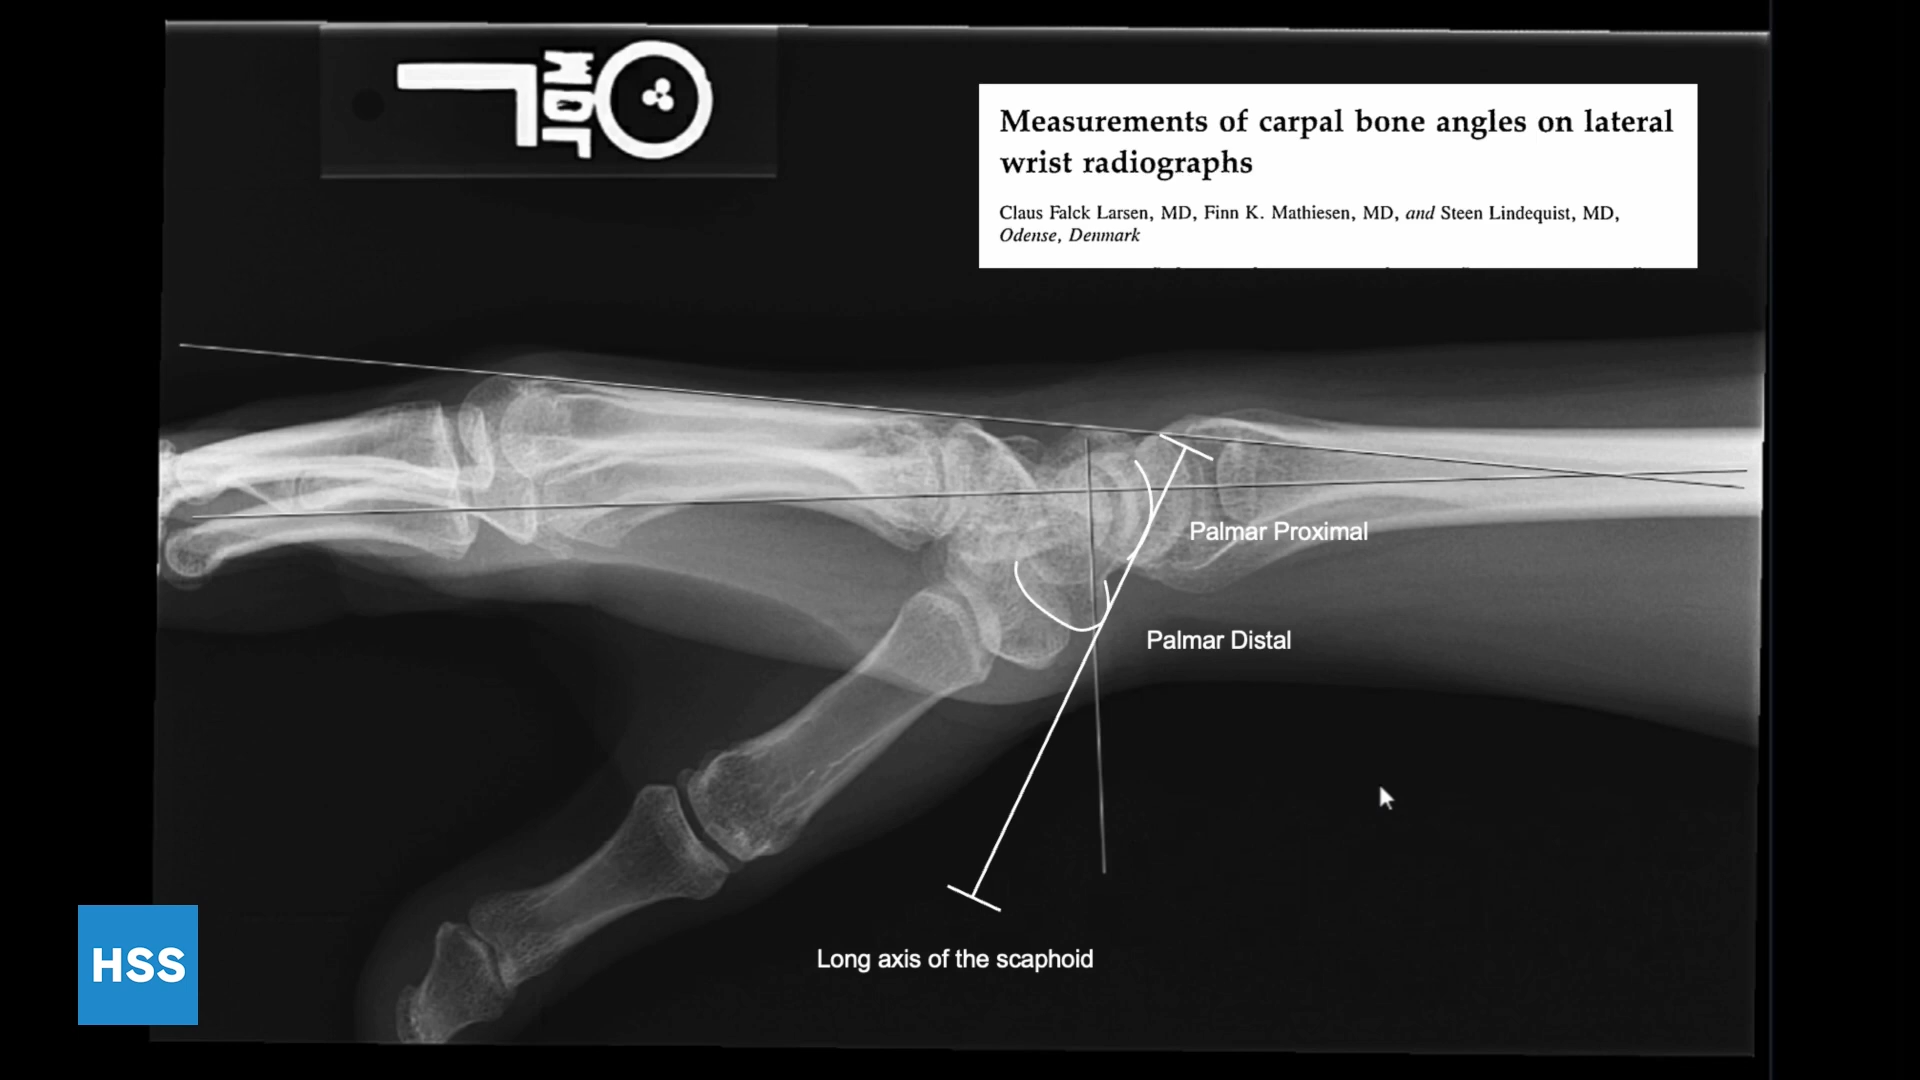 MDT
Measurements of carpal bone angles on lateral
wrist radiographs
Claus Falck Larsen, MD, Finn K. Mathiesen, MD, and Steen Lindequist, MD,
Odense, Denmark
Palmar Proximal
Palmar Distal
Long axis of the scaphoid
HSS